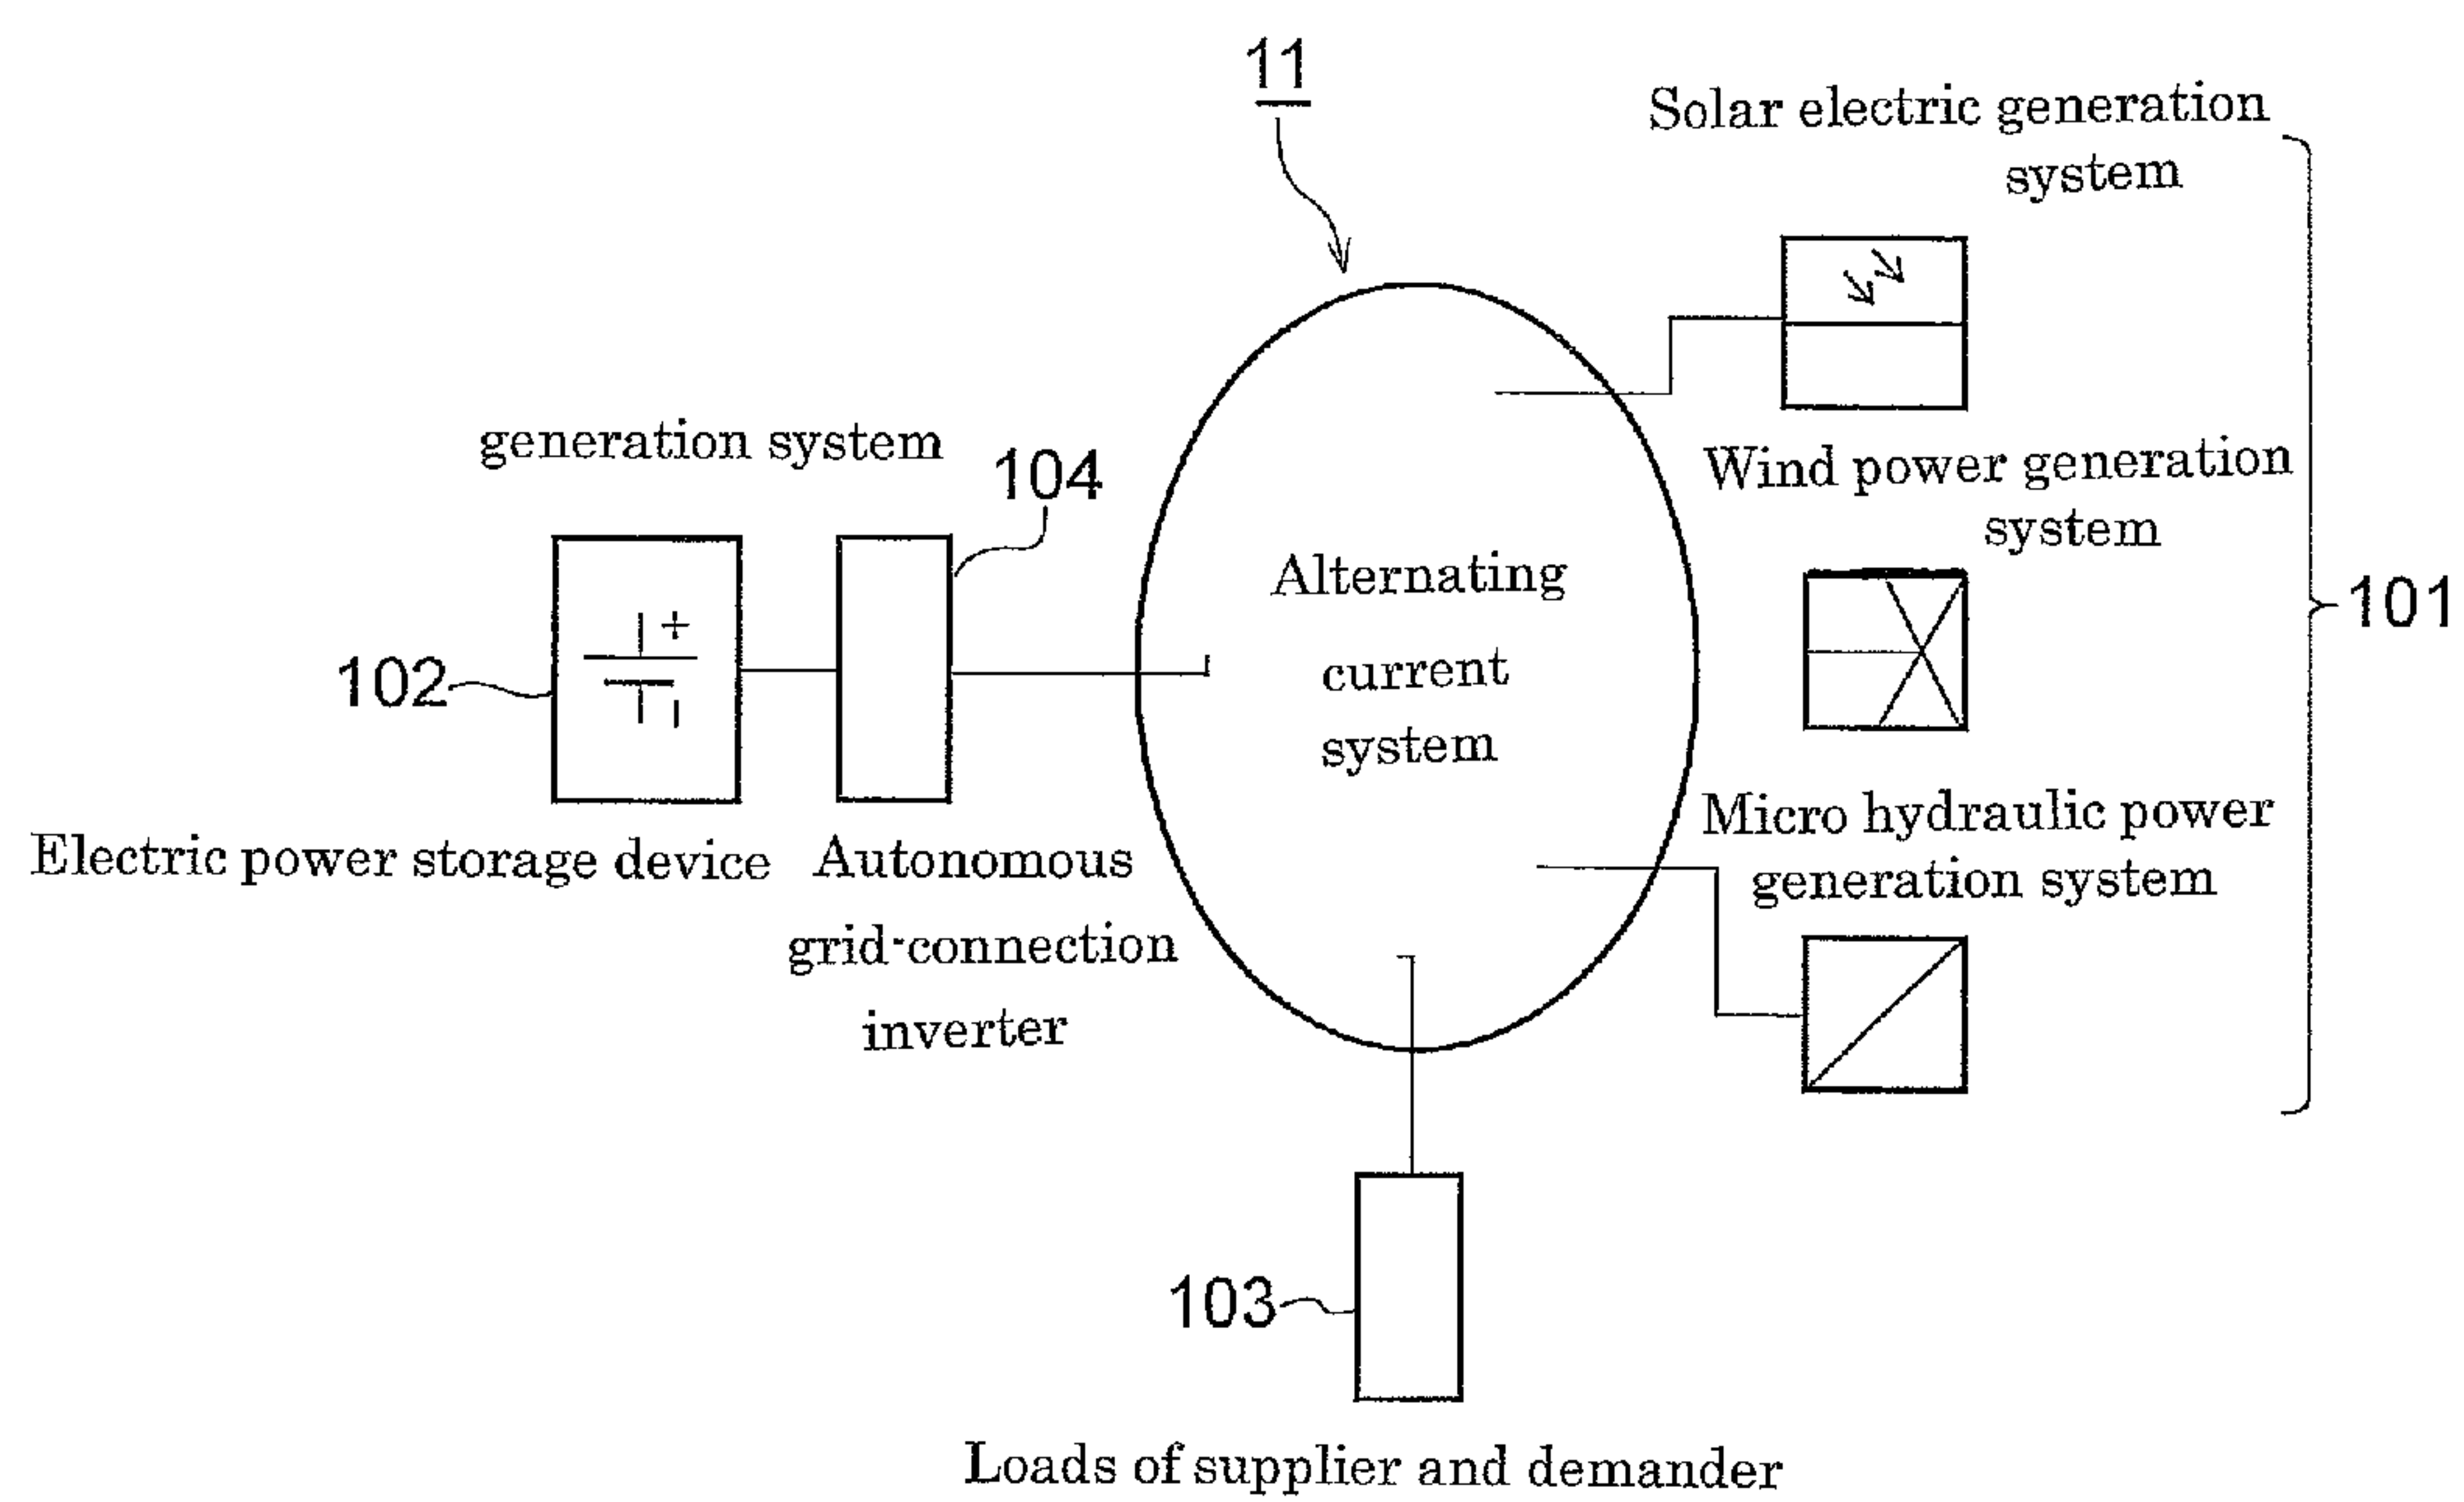 11
Solar electric generation
system
generation system
104
Wind power generation
system
Alternating
current
system
101
102
+
−
Micro hydraulic power
generation system
Electric power storage device
Autonomous
grid-connection
inverter
103
Loads of supplier and demander